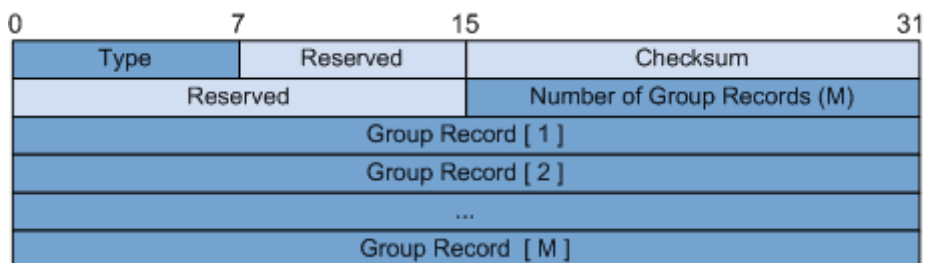 0 7 15 31
Type Reserved Checksum
Reserved Number of Group Records (M)
Group Record [ 1 ]
Group Record [ 2 ]
...
Group Record [ M ]